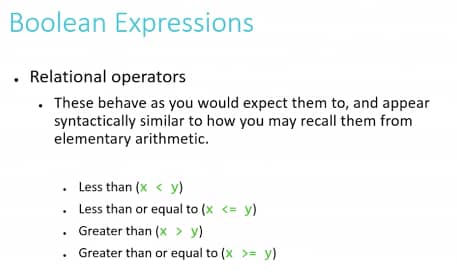 Boolean Expressions
• Relational operators
• These behave as you would expect them to, and appear
syntactically similar to how you may recall them from
elementary arithmetic.
• Less than (x < y)
• Less than or equal to (x <= y)
• Greater than (x > y)
• Greater than or equal to (x >= y)